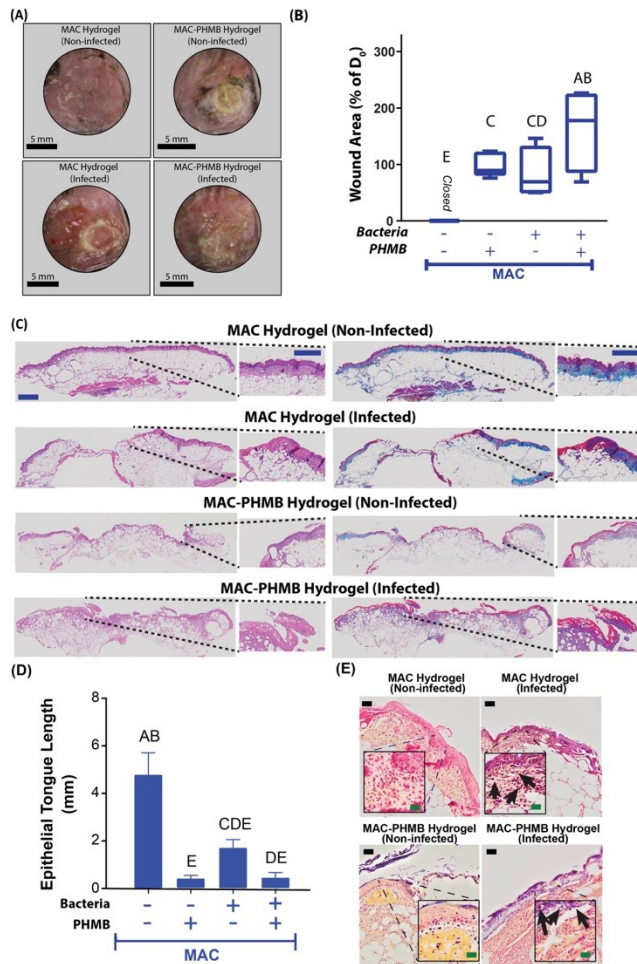 (A)
MAC Hydrogel
(Non-infected)
MAC-PHMB Hydrogel
(Non-infected)
5 mm
5 mm
MAC Hydrogel
(Infected)
MAC-PHMB Hydrogel
(Infected)
5 mm
5 mm
(B)
Wound Area (% of D0)
300
200
100
0
E
Closed
C
CD
AB
Bacteria - - + +
PHMB - + - +
MAC
(C)
MAC Hydrogel (Non-Infected)
MAC Hydrogel (Infected)
MAC-PHMB Hydrogel (Non-Infected)
MAC-PHMB Hydrogel (Infected)
(D)
Epithelial Tongue Length
(mm)
8
6
4
2
0
AB
E
CDE
DE
Bacteria - - + +
PHMB - + - +
MAC
(E)
MAC Hydrogel
(Non-infected)
MAC Hydrogel
(Infected)
MAC-PHMB Hydrogel
(Non-infected)
MAC-PHMB Hydrogel
(Infected)